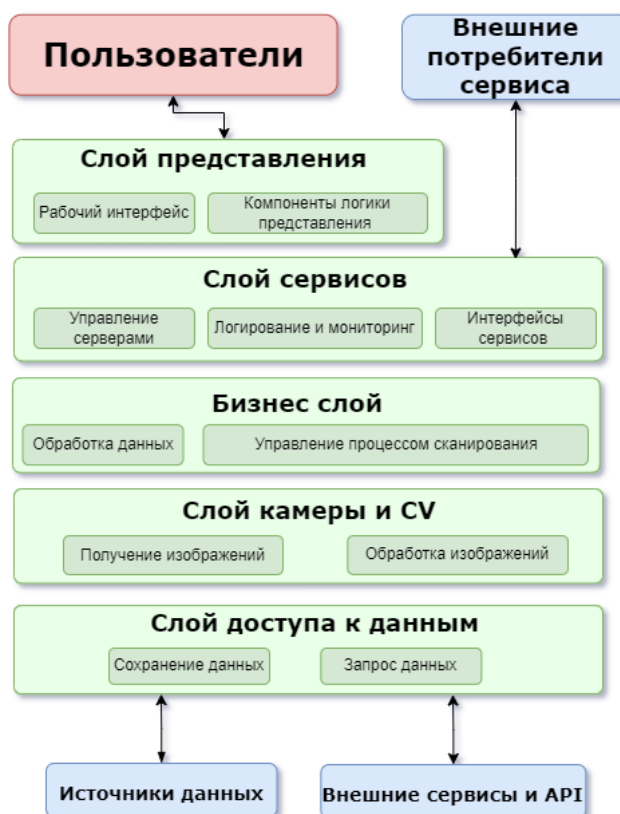 Пользователи
Внешние
потребители
сервиса
Слой представления
Рабочий интерфейс
Компоненты логики
представления
Слой сервисов
Управление
серверами
Логирование и мониторинг
Интерфейсы
сервисов
Бизнес слой
Обработка данных
Управление процессом сканирования
Слой камеры и CV
Получение изображений
Обработка изображений
Слой доступа к данным
Сохранение данных
Запрос данных
Источники данных
Внешние сервисы и API